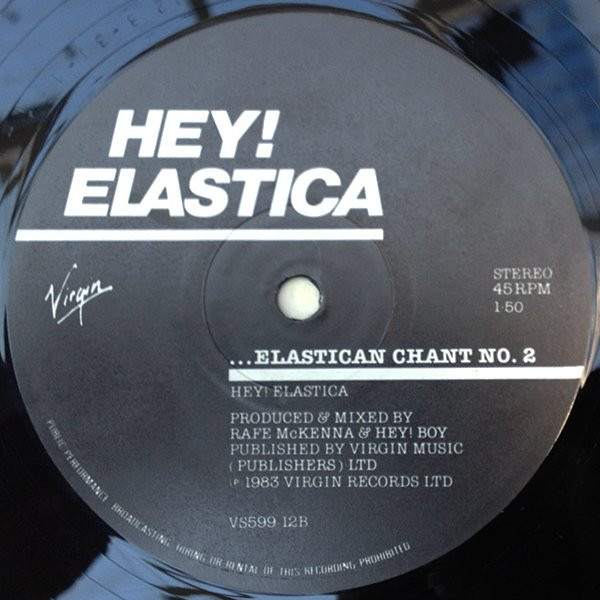 HEY!
ELASTICA
Virgin
STEREO
45 RPM
1·50
...ELASTICAN CHANT NO. 2
HEY! ELASTICA
PRODUCED & MIXED BY
RAFE McKENNA & HEY! BOY
PUBLISHED BY VIRGIN MUSIC
(PUBLISHERS) LTD
℗ 1983 VIRGIN RECORDS LTD
VS599 12B
PUBLIC PERFORMANCE, BROADCASTING, HIRING OR RENTAL OF THIS RECORDING PROHIBITED